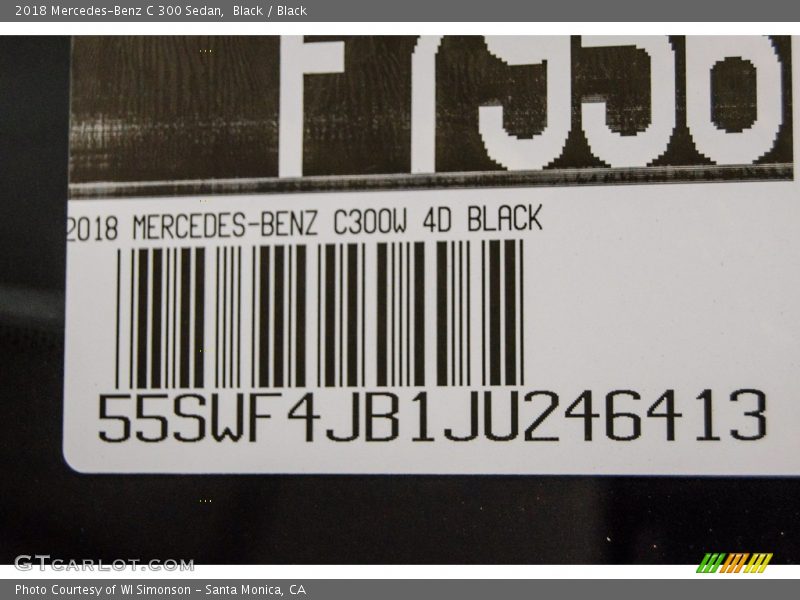 2018 Mercedes-Benz C 300 Sedan, Black / Black
2018 MERCEDES-BENZ C300W 4D BLACK
55SWF4JB1JU246413
GTCARLOT.COM
Photo Courtesy of WI Simonson - Santa Monica, CA